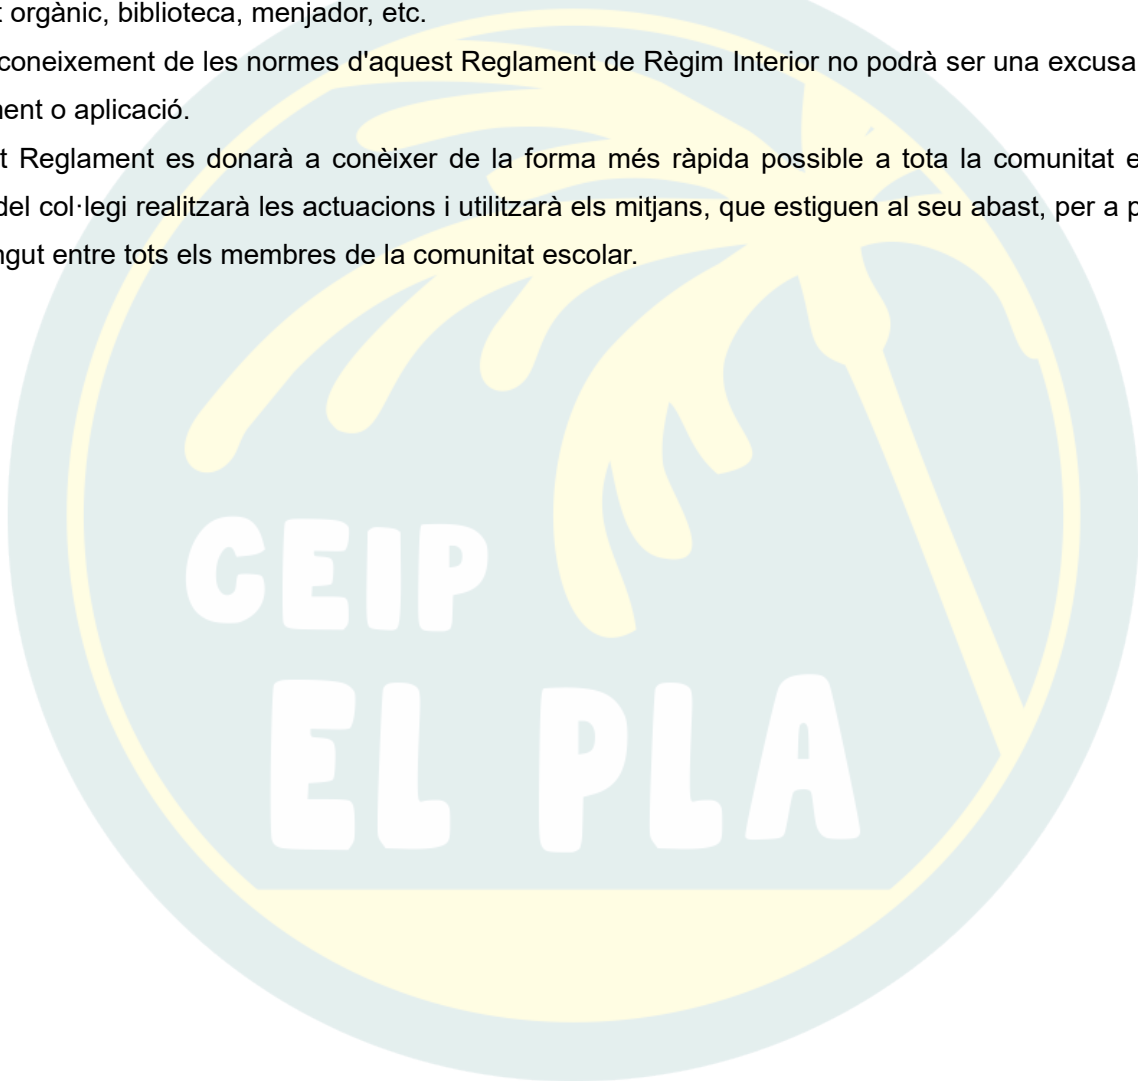 orgànic, biblioteca, menjador, etc.
coneixement de les normes d'aquest Reglament de Règim Interior no podrà ser una excusa
o aplicació.
Reglament es donarà a conèixer de la forma més ràpida possible a tota la comunitat
del col·legi realitzarà les actuacions i utilitzarà els mitjans, que estiguen al seu abast, per a
entre tots els membres de la comunitat escolar.
CEIP
EL PLA